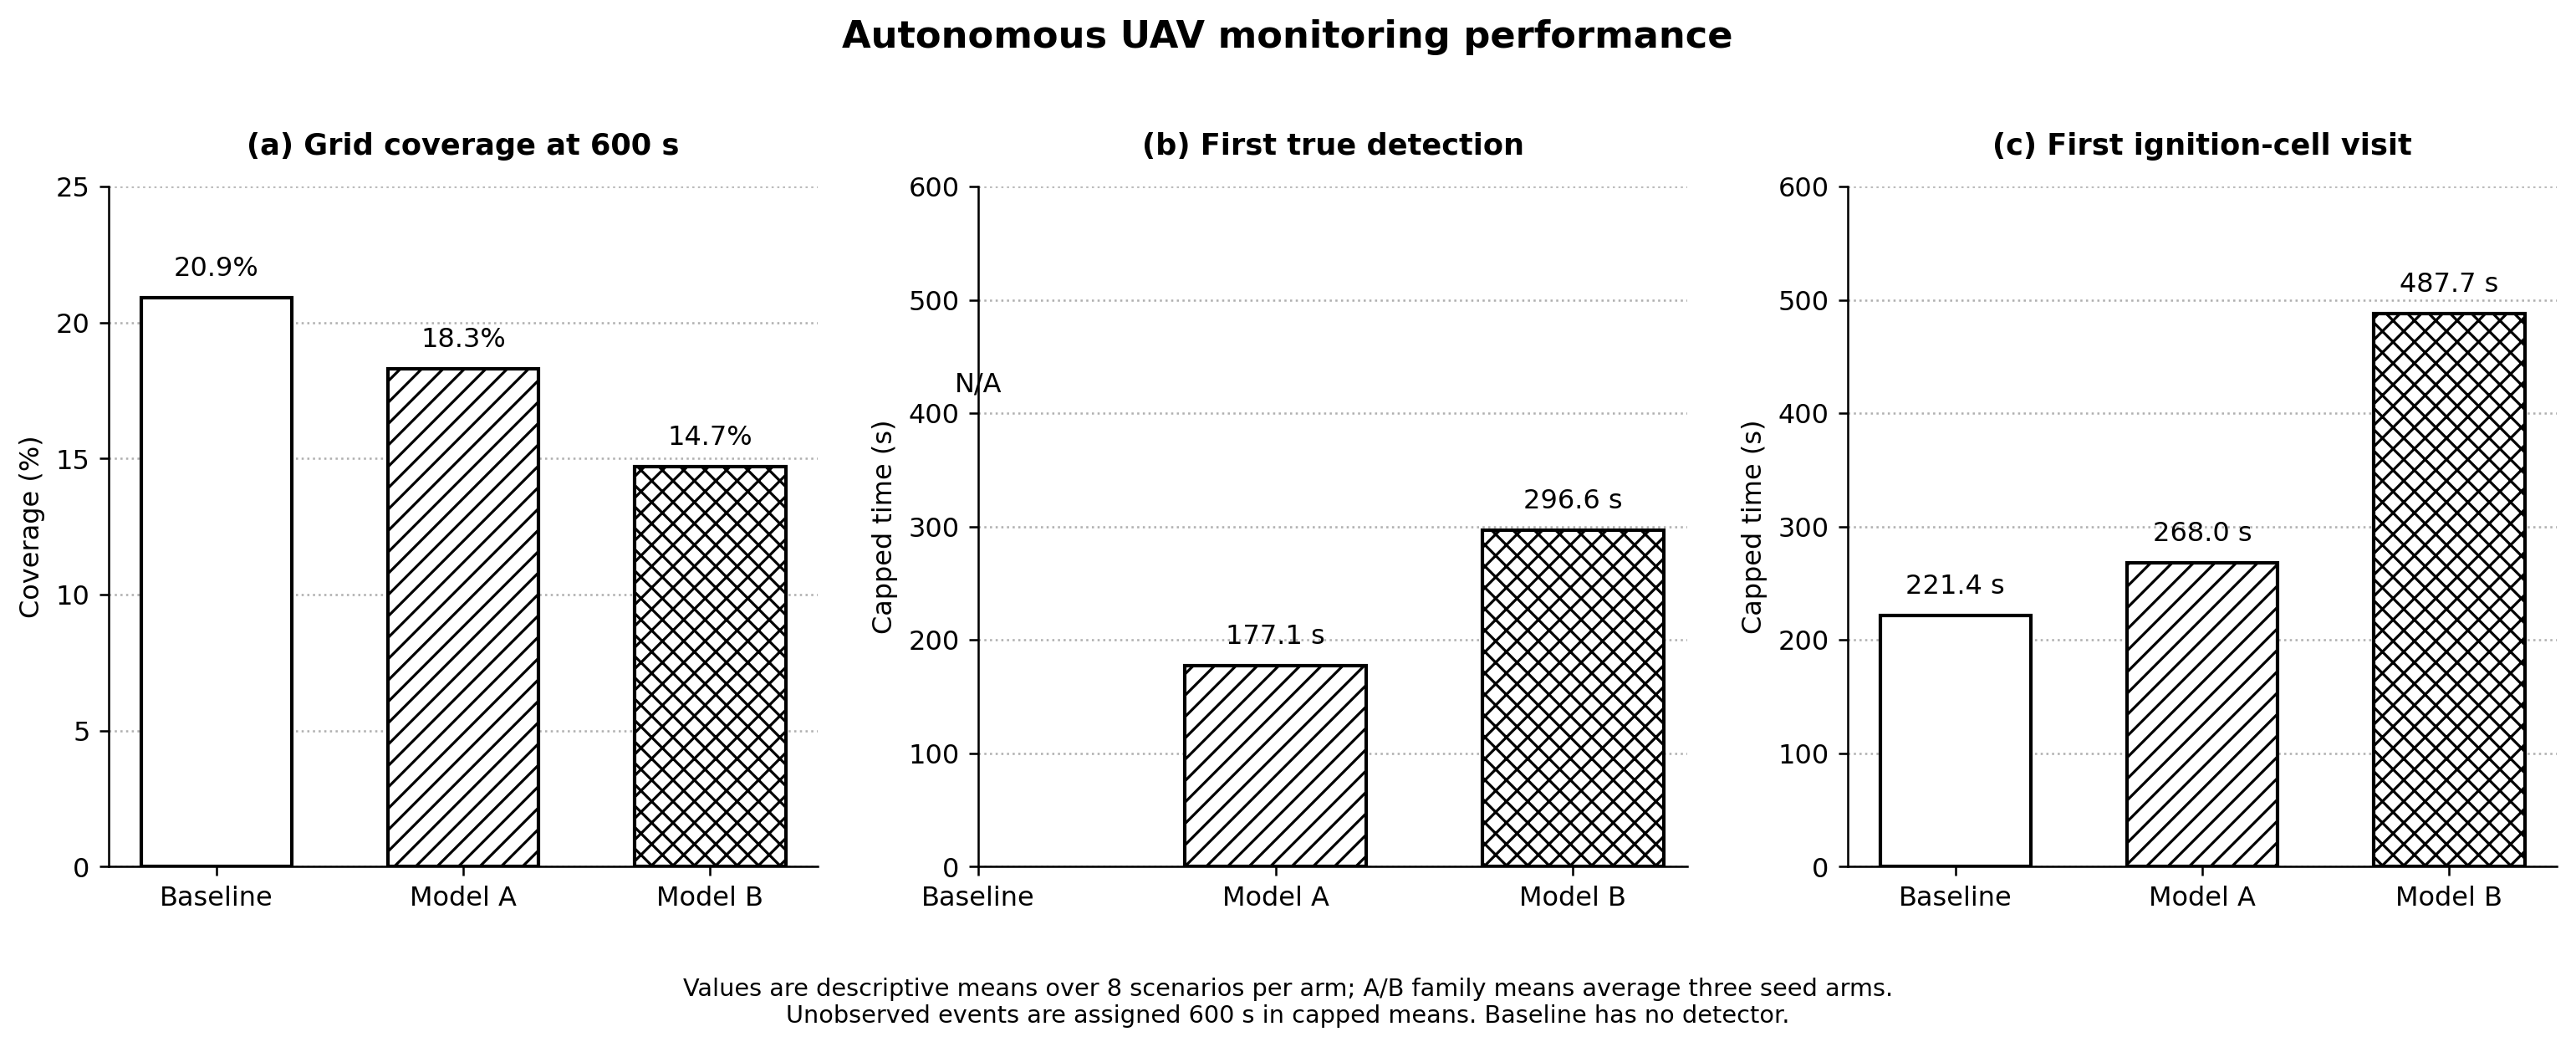 Autonomous UAV monitoring performance
(a) Grid coverage at 600 s
Coverage (%)
25
20
15
10
5
0
20.9%
18.3%
14.7%
Baseline
Model A
Model B
(b) First true detection
Capped time (s)
600
500
400
300
200
100
0
N/A
177.1 s
296.6 s
Baseline
Model A
Model B
(c) First ignition-cell visit
Capped time (s)
600
500
400
300
200
100
0
221.4 s
268.0 s
487.7 s
Baseline
Model A
Model B
Values are descriptive means over 8 scenarios per arm; A/B family means average three seed arms.
Unobserved events are assigned 600 s in capped means. Baseline has no detector.